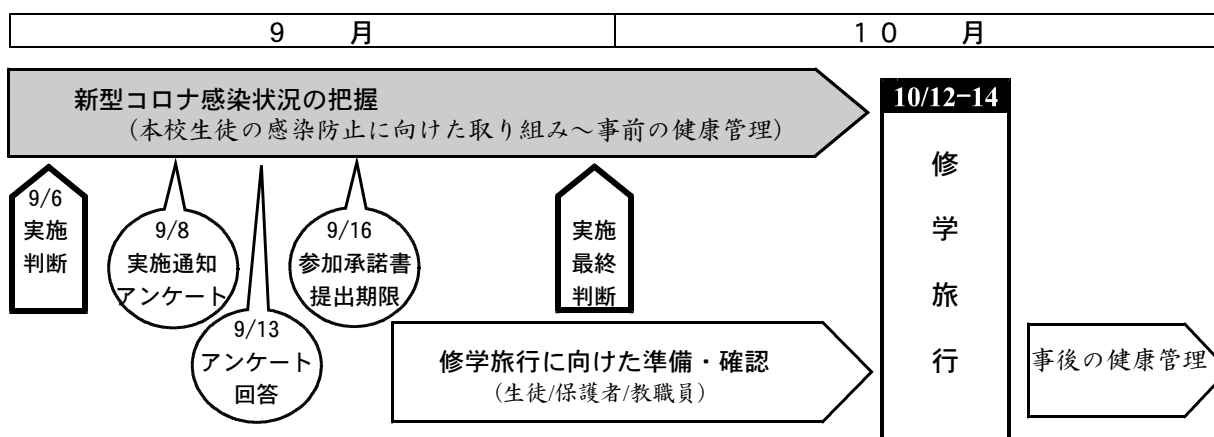 ９　月
１０　月
新型コロナ感染状況の把握
（本校生徒の感染防止に向けた取り組み～事前の健康管理）
10/12-14
修
学
旅
行
9/6
実施
判断
9/8
実施通知
アンケート
9/13
アンケート
回答
9/16
参加承諾書
提出期限
実施
最終
判断
修学旅行に向けた準備・確認
（生徒/保護者/教職員）
事後の健康管理